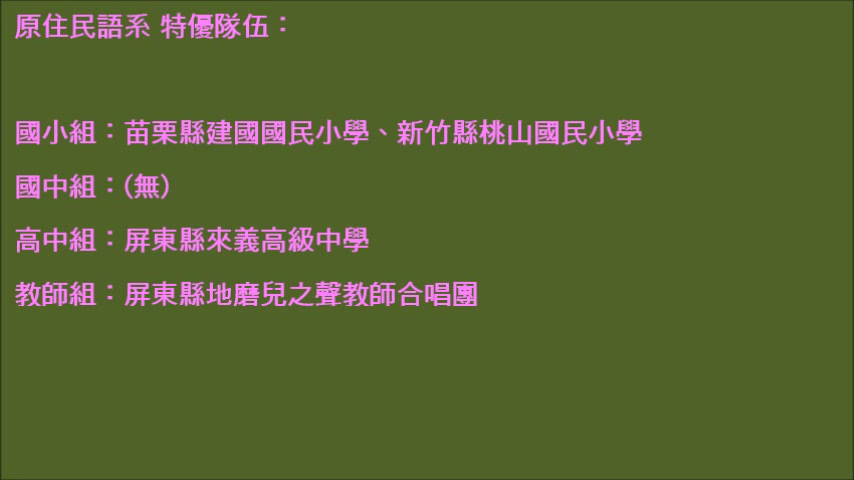 原住民語系 特優隊伍：
國小組：苗栗縣建國國民小學、新竹縣桃山國民小學
國中組：(無)
高中組：屏東縣來義高級中學
教師組：屏東縣地磨兒之聲教師合唱團